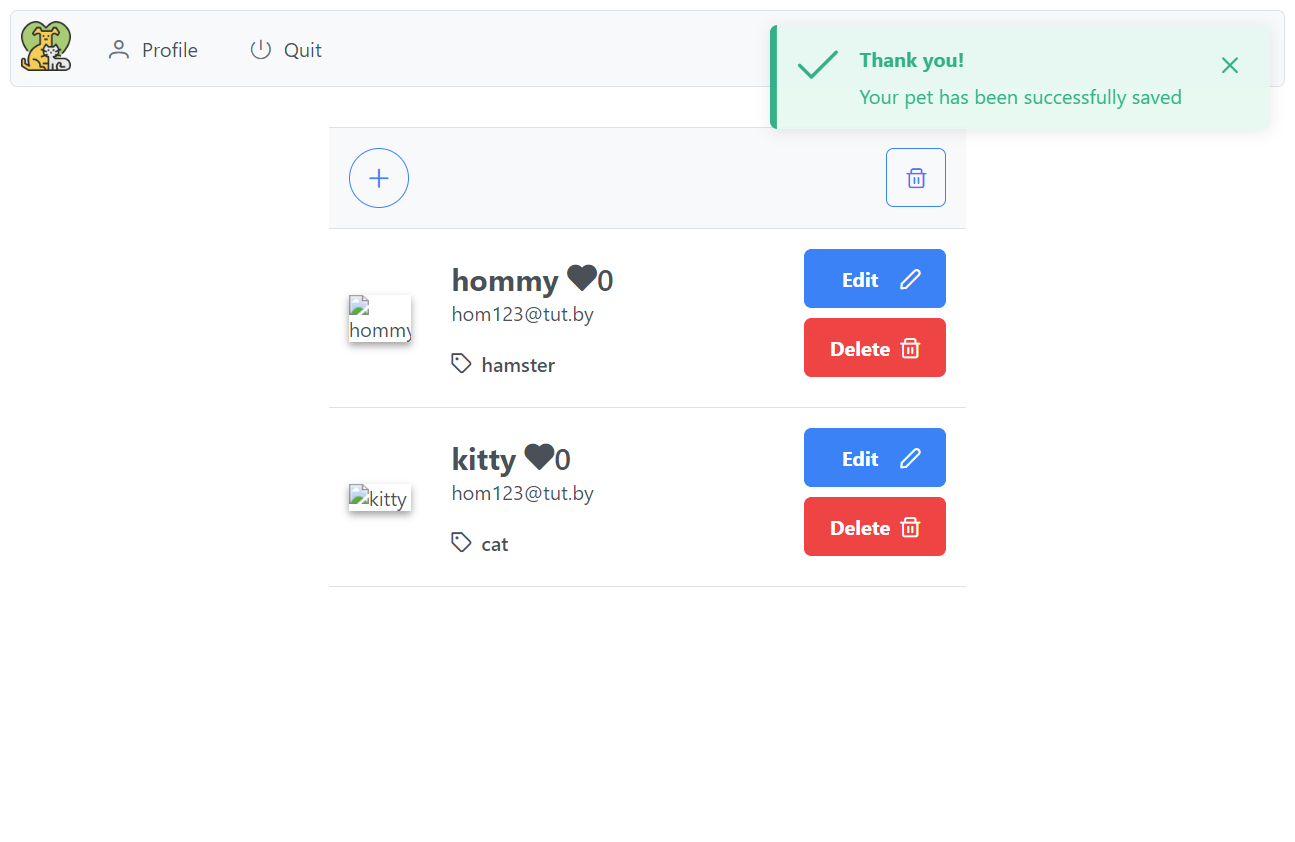 Profile
Quit
Thank you!
Your pet has been successfully saved
hommy 0
hom123@tut.by
hamster
hommy
Edit
Delete
kitty 0
hom123@tut.by
cat
kitty
Edit
Delete